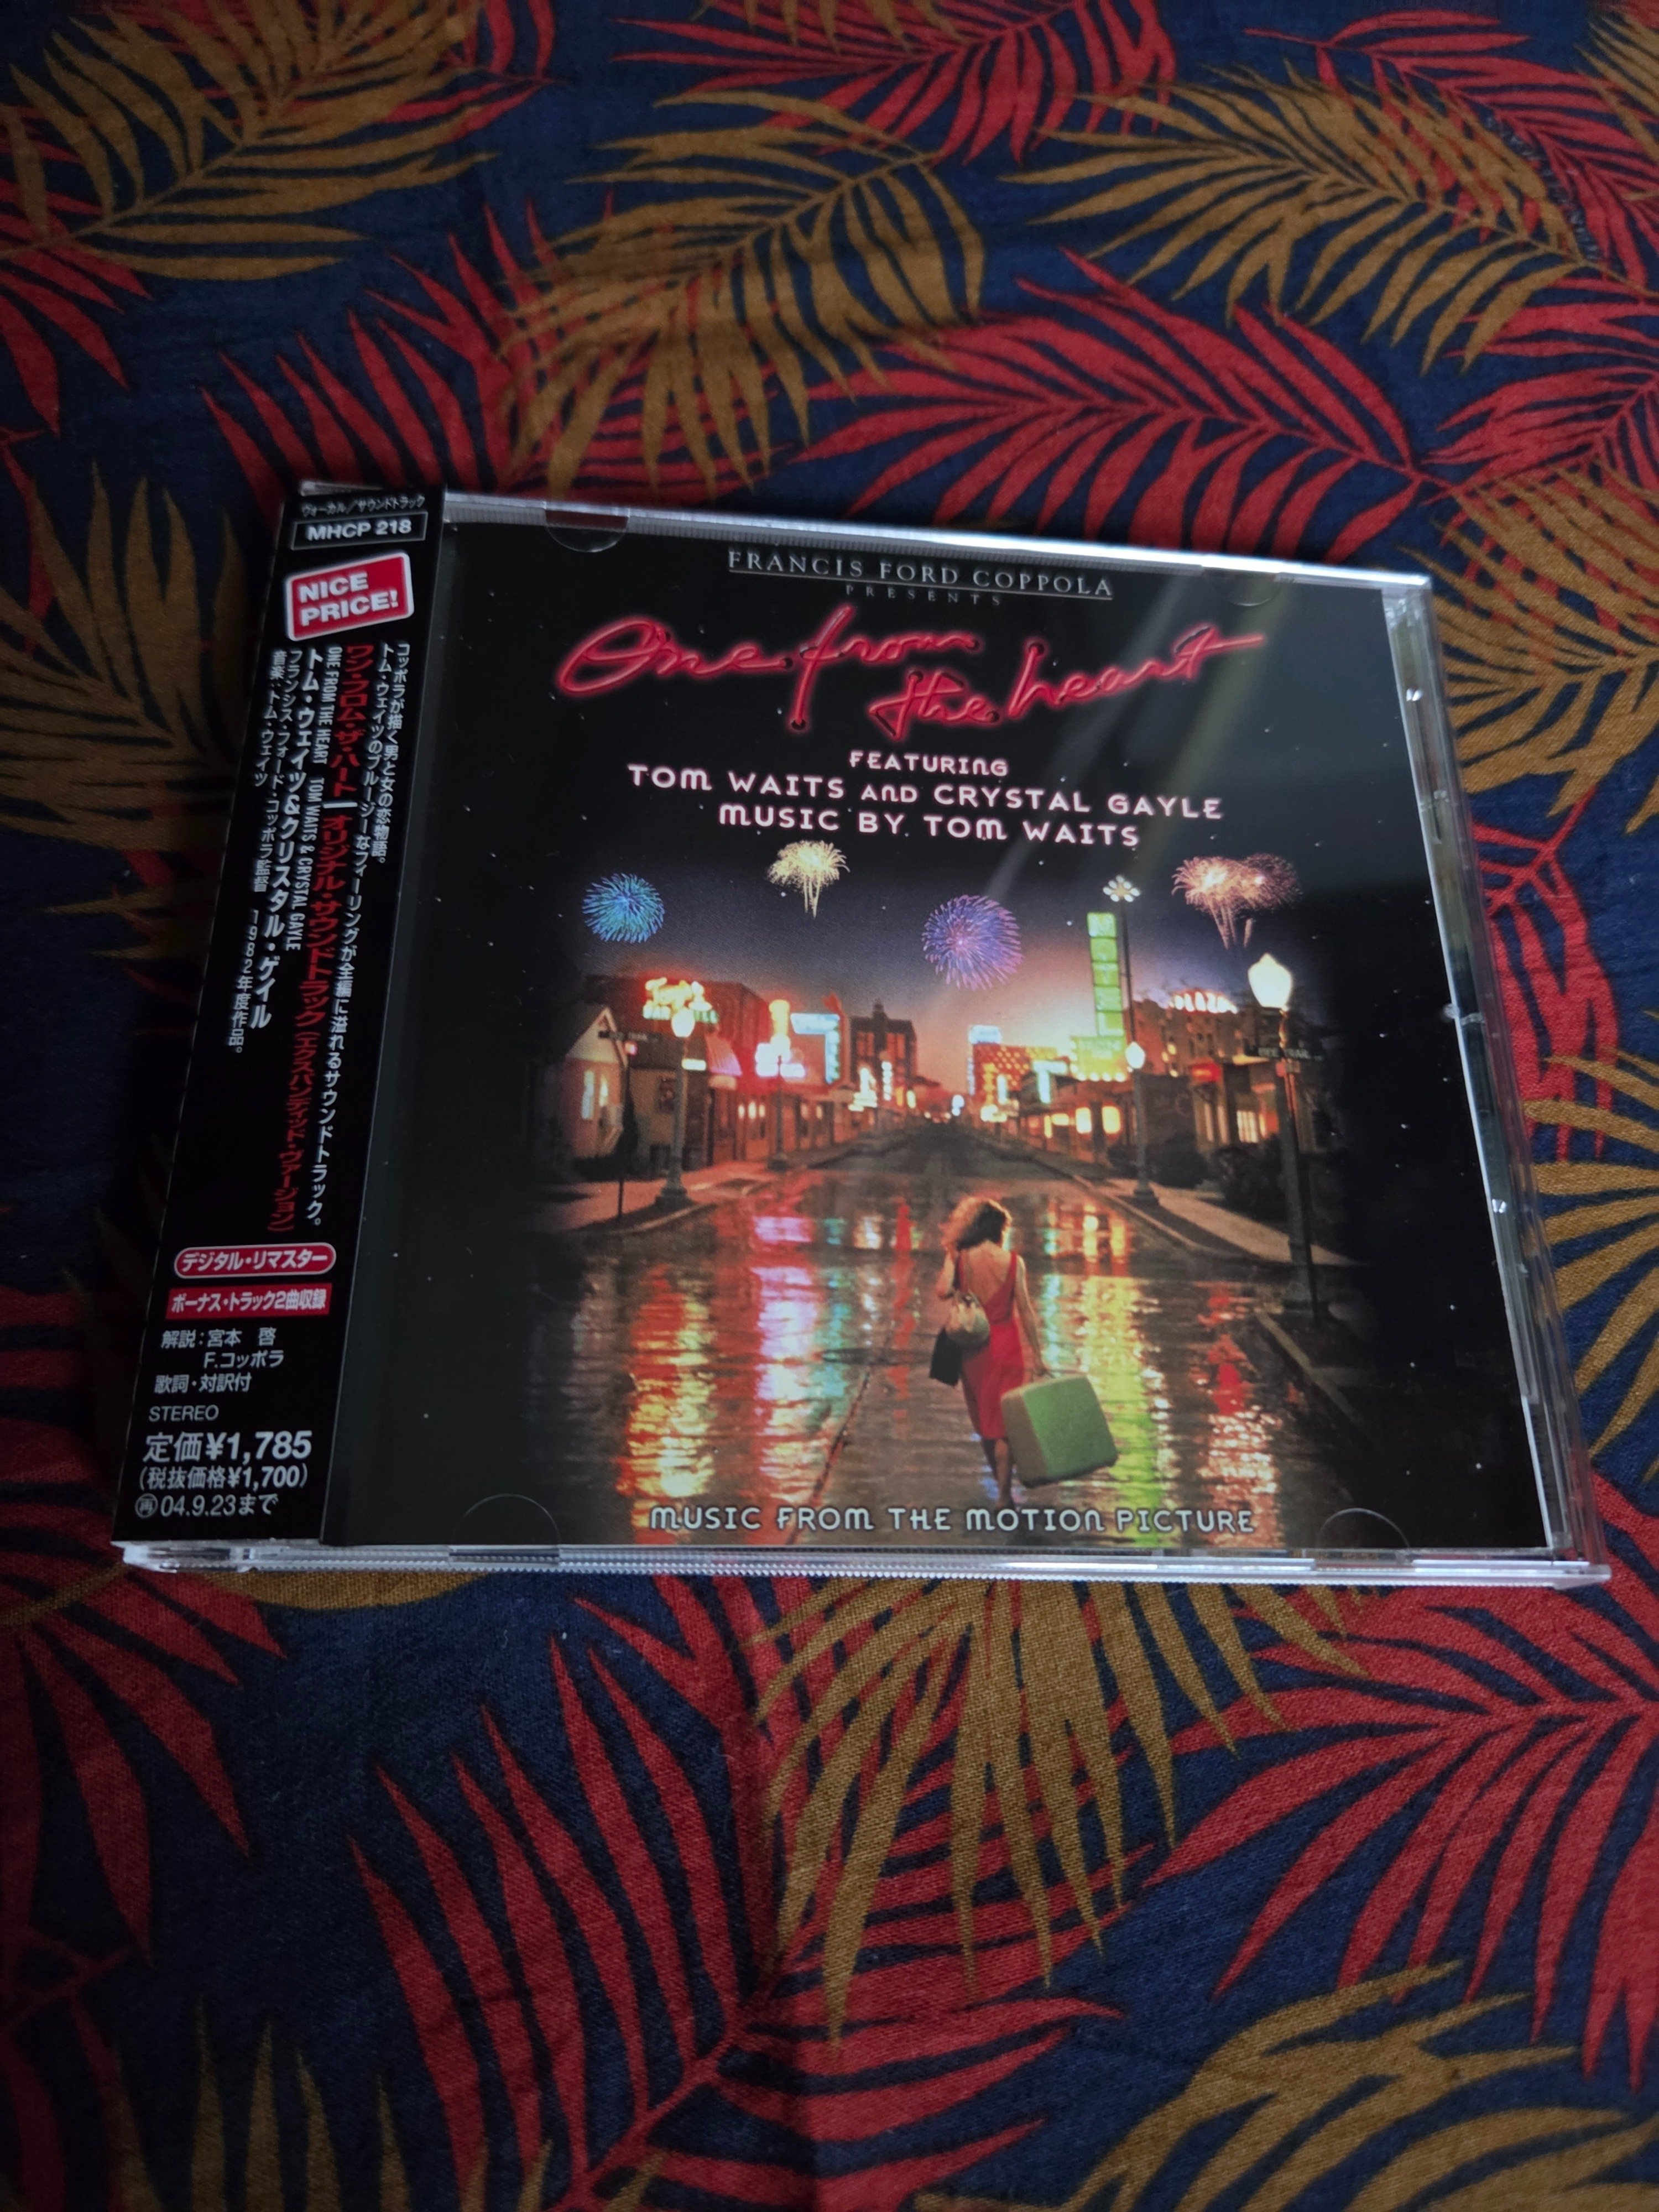 ヴォーカル/サウンドトラック
MHCP 218
NICE
PRICE!
コッポラが描く男と女の恋物語。
トム・ウェイツのブルージーなフィーリングが全編に溢れるサウンドトラック。
ワン・フロム・ザ・ハート―オリジナル・サウンドトラック(エクスパンディッド・ヴァージョン)
ONE FROM THE HEART TOM WAITS & CRYSTAL GAYLE
トム・ウェイツ&クリスタル・ゲイル
フランシス・フォード・コッポラ監督 1982年度作品。
音楽:トム・ウェイツ
デジタル・リマスター
ボーナス・トラック2曲収録
解説:宮本 啓
F.コッポラ
歌詞・対訳付
STEREO
定価¥1,785
(税抜価格¥1,700)
再04.9.23まで
FRANCIS FORD COPPOLA
PRESENTS
One from
the heart
FEATURING
TOM WAITS AND CRYSTAL GAYLE
MUSIC BY TOM WAITS
MOTEL
MUSIC FROM THE MOTION PICTURE